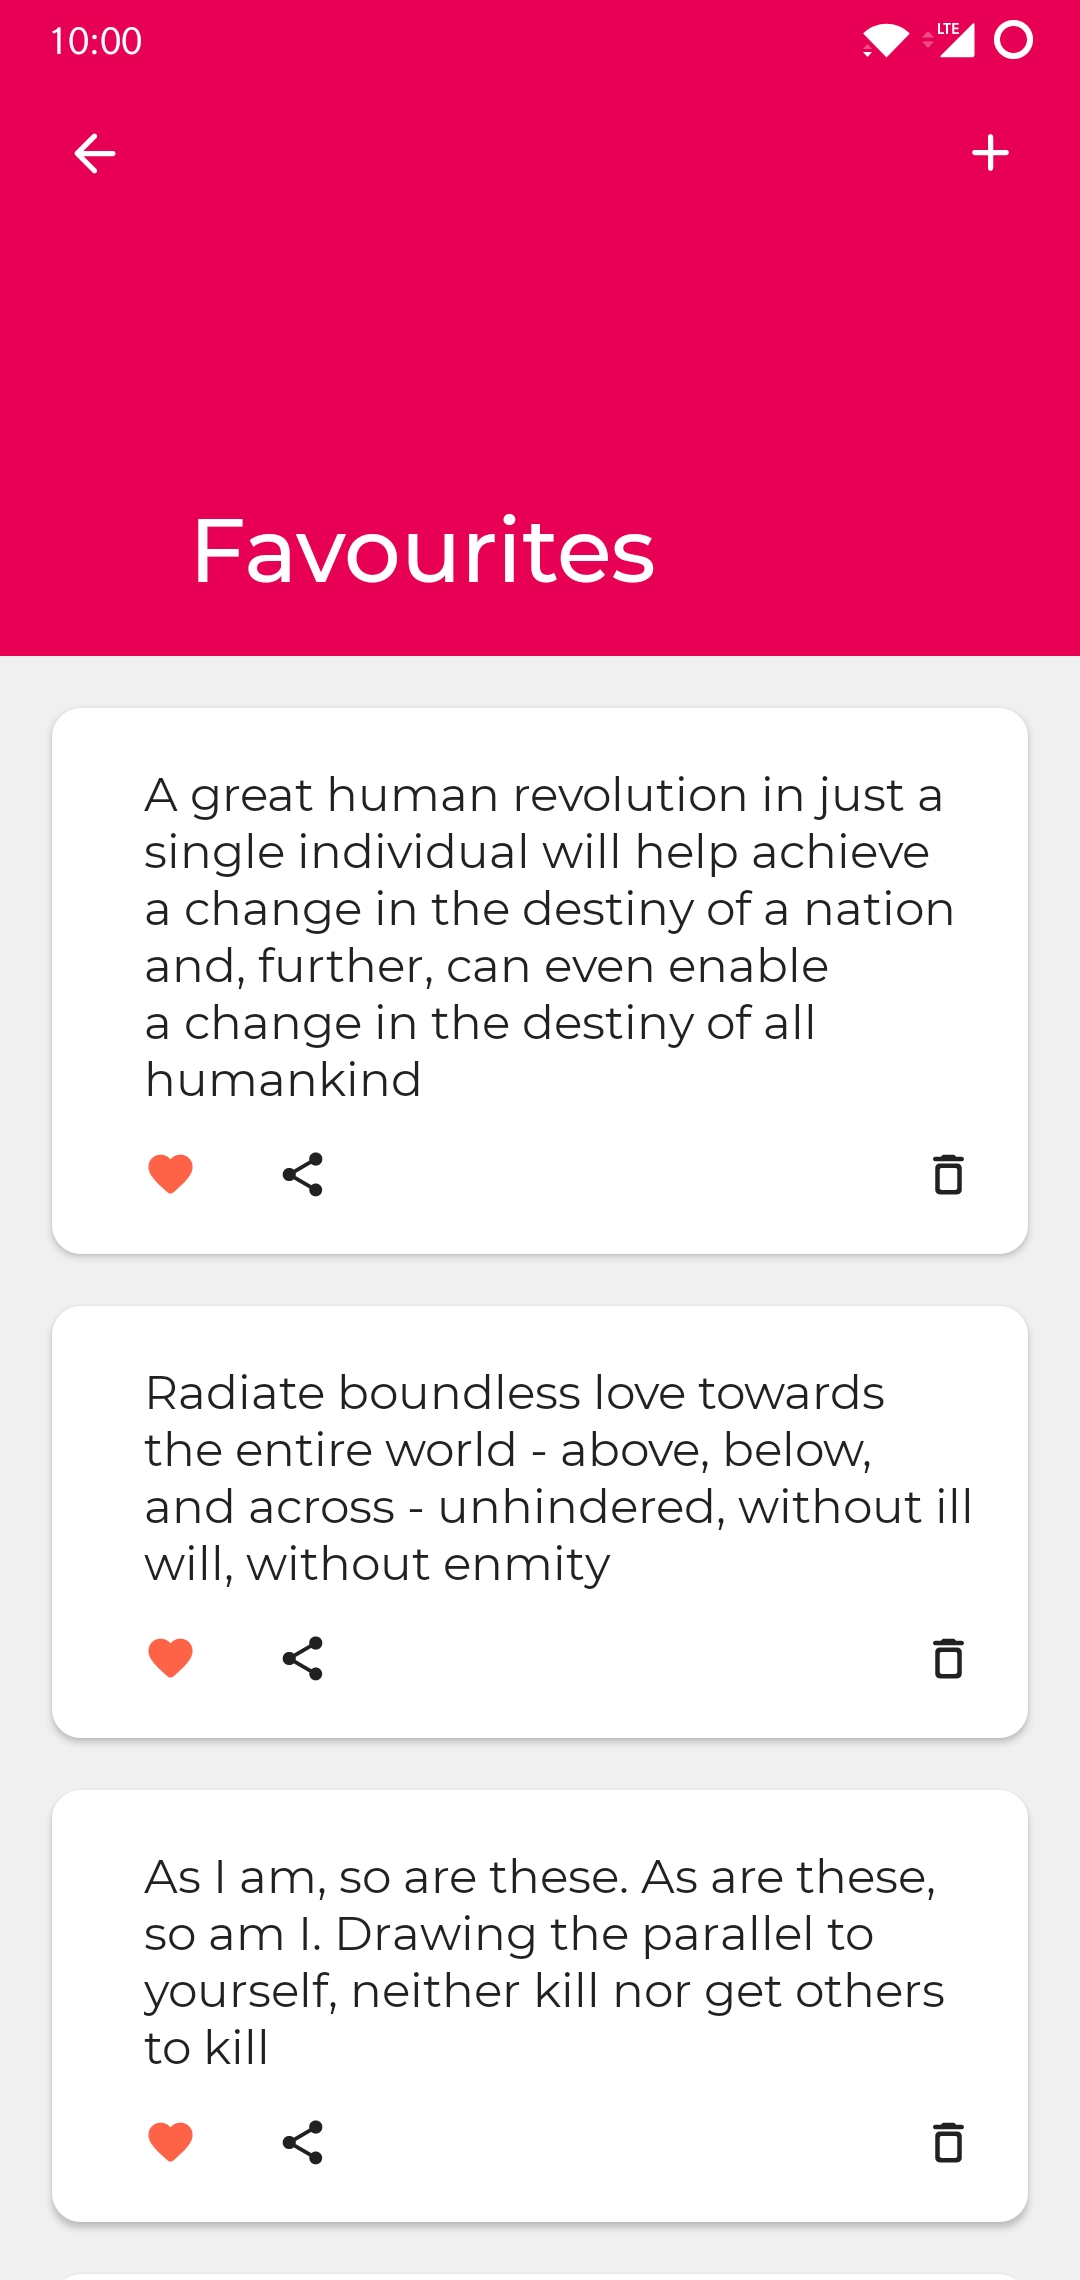 10:00
LTE
Favourites
A great human revolution in just a
single individual will help achieve
a change in the destiny of a nation
and, further, can even enable
a change in the destiny of all
humankind
Radiate boundless love towards
the entire world - above, below,
and across - unhindered, without ill
will, without enmity
As I am, so are these. As are these,
so am I. Drawing the parallel to
yourself, neither kill nor get others
to kill